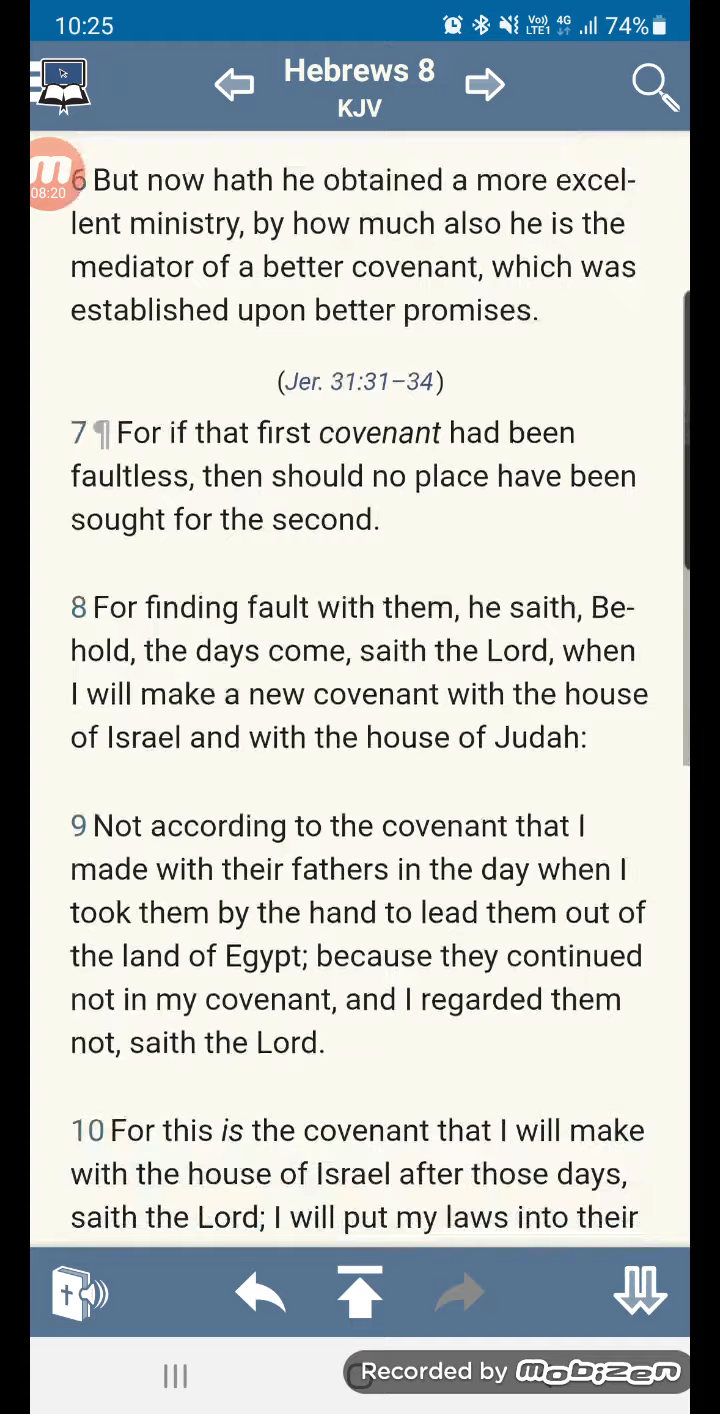 10:25
Vo)) 4G
LTE1
74%
Hebrews 8
KJV
08:20
6 But now hath he obtained a more excel-
lent ministry, by how much also he is the
mediator of a better covenant, which was
established upon better promises.
(Jer. 31:31–34)
7 ¶ For if that first covenant had been
faultless, then should no place have been
sought for the second.
8 For finding fault with them, he saith, Be-
hold, the days come, saith the Lord, when
I will make a new covenant with the house
of Israel and with the house of Judah:
9 Not according to the covenant that I
made with their fathers in the day when I
took them by the hand to lead them out of
the land of Egypt; because they continued
not in my covenant, and I regarded them
not, saith the Lord.
10 For this is the covenant that I will make
with the house of Israel after those days,
saith the Lord; I will put my laws into their
Recorded by mobizen